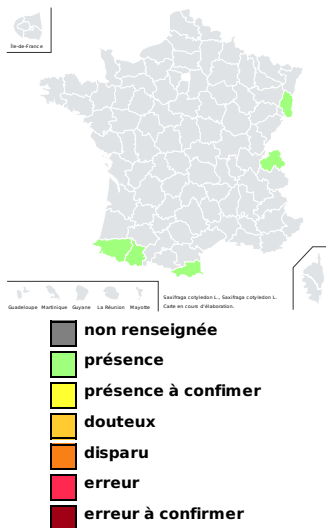 Île-de-France
Saxifraga cotyledon L., Saxifraga cotyledon L.
Carte en cours d'élaboration.
Guadeloupe Martinique Guyane La Réunion Mayotte
non renseignée
présence
présence à confimer
douteux
disparu
erreur
erreur à confirmer